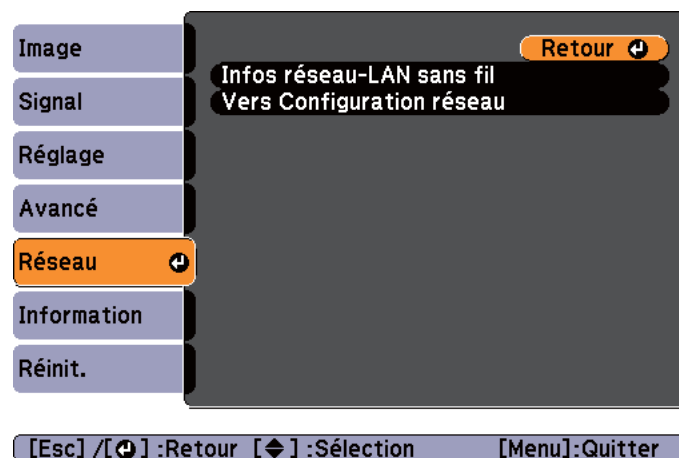 Image
Signal
Réglage
Avancé
Réseau
Information
Réinit.
Retour
Infos réseau-LAN sans fil
Vers Configuration réseau
[Esc] /[⏎] :Retour [◆] :Sélection [Menu]:Quitter